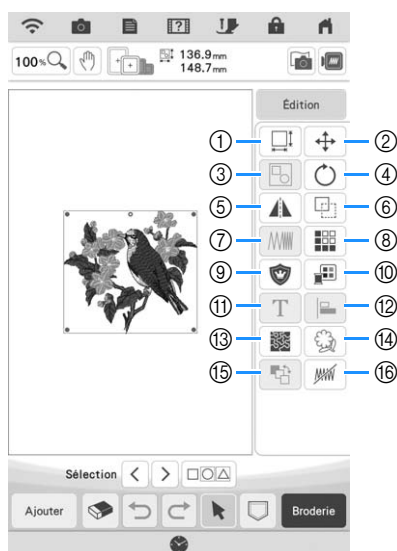 100% 136.9mm
148.7mm
Édition
① ②
③ ④
⑤ ⑥
⑦ ⑧
⑨ ⑩
⑪ ⑫
⑬ ⑭
⑮ ⑯
Sélection
Ajouter Broderie